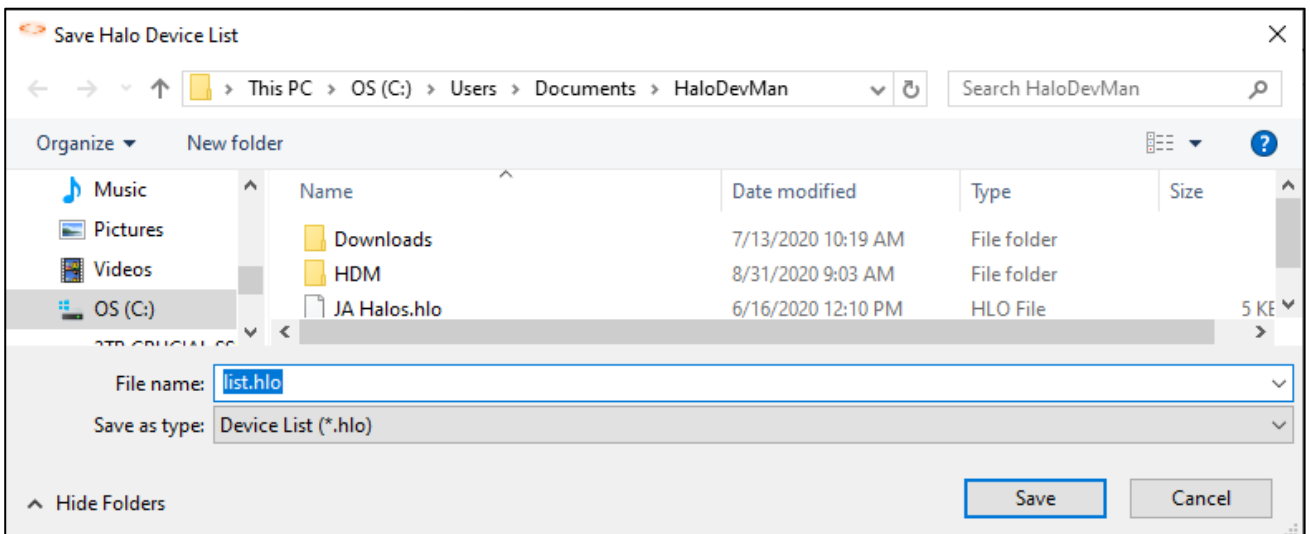 Save Halo Device List
This PC > OS (C:) > Users > Documents > HaloDevMan
Search HaloDevMan
Organize
New folder
Music
Pictures
Videos
OS (C:)
Name Date modified Type Size
Downloads 7/13/2020 10:19 AM File folder
HDM 8/31/2020 9:03 AM File folder
JA Halos.hlo 6/16/2020 12:10 PM HLO File 5 KB
File name: list.hlo
Save as type: Device List (*.hlo)
Hide Folders
Save
Cancel